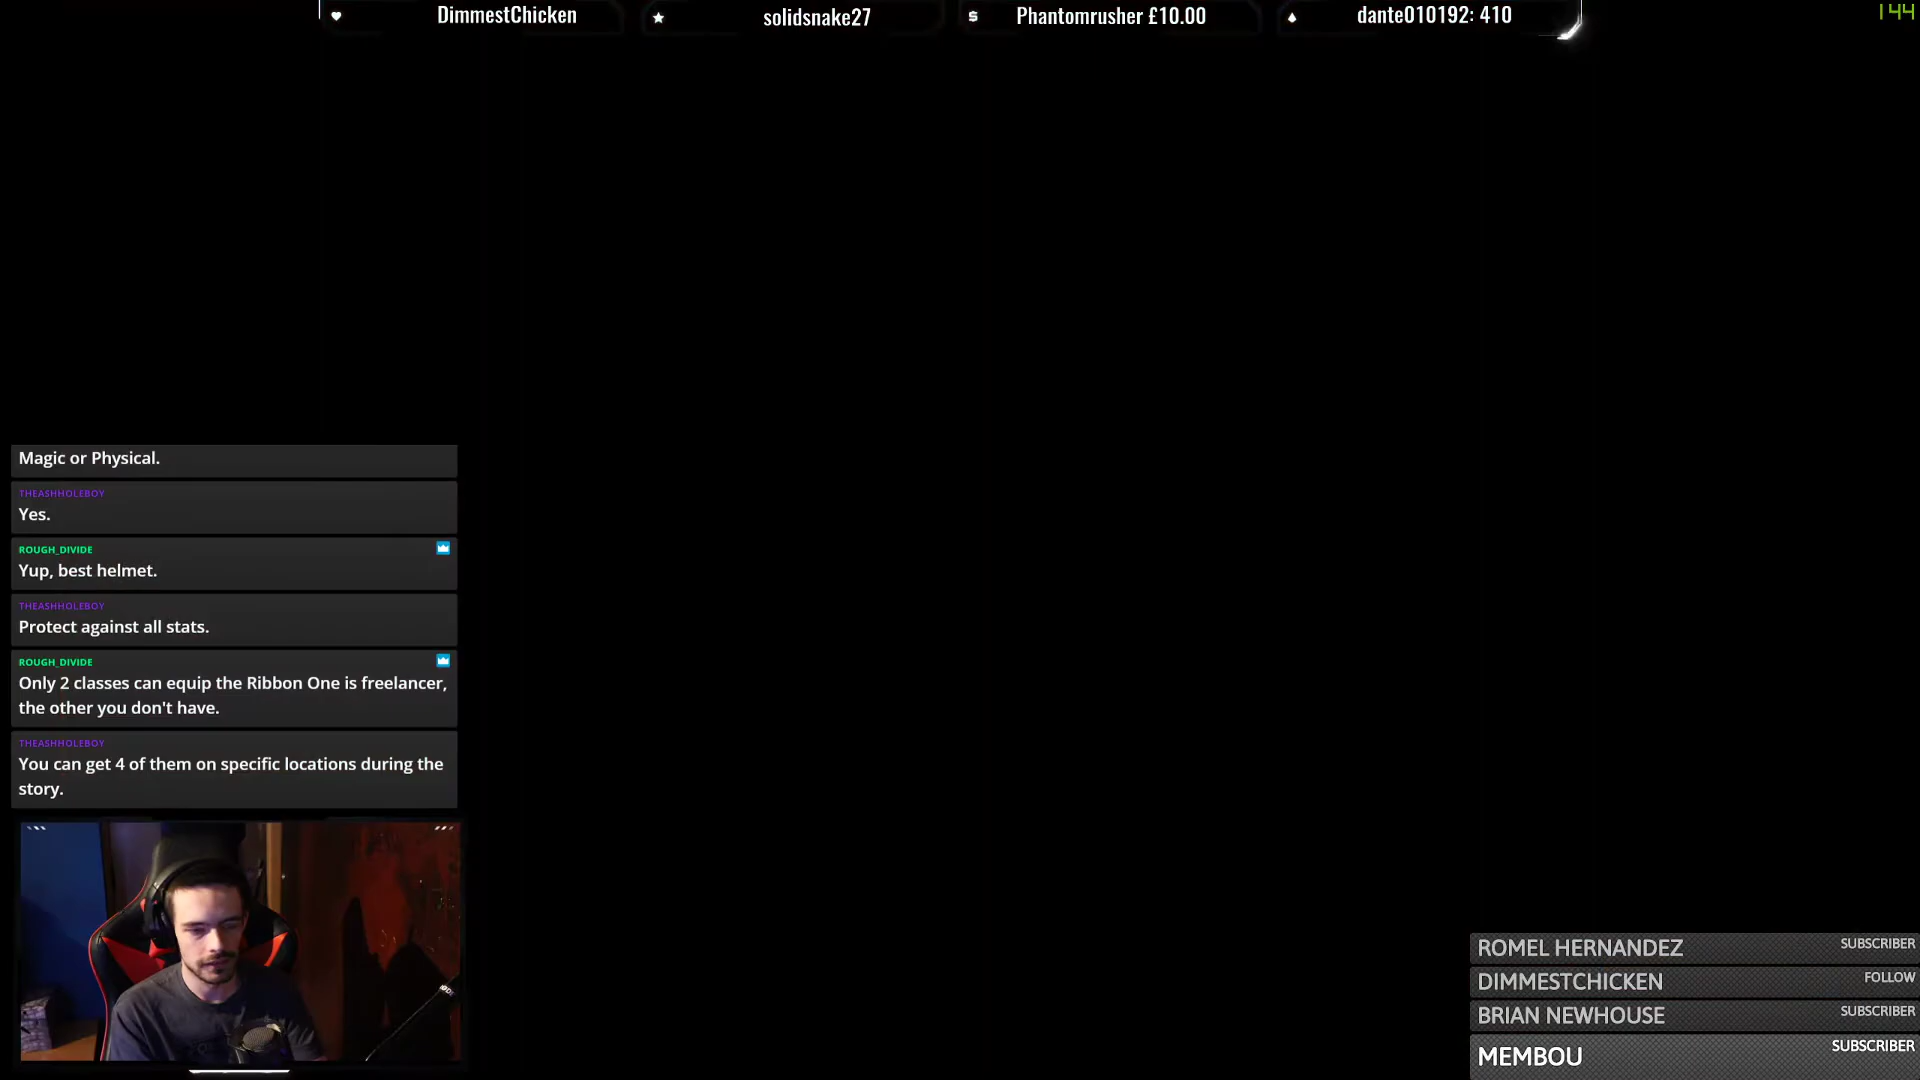 DimmestChicken
solidsnake27
Phantomrusher £10.00
dante010192: 410
144
Magic or Physical.
THEASHHOLEBOY
Yes.
ROUGH_DIVIDE
Yup, best helmet.
THEASHHOLEBOY
Protect against all stats.
ROUGH_DIVIDE
Only 2 classes can equip the Ribbon One is freelancer,
the other you don't have.
THEASHHOLEBOY
You can get 4 of them on specific locations during the
story.
ROMEL HERNANDEZ SUBSCRIBER
DIMMESTCHICKEN FOLLOW
BRIAN NEWHOUSE SUBSCRIBER
MEMBOU SUBSCRIBER